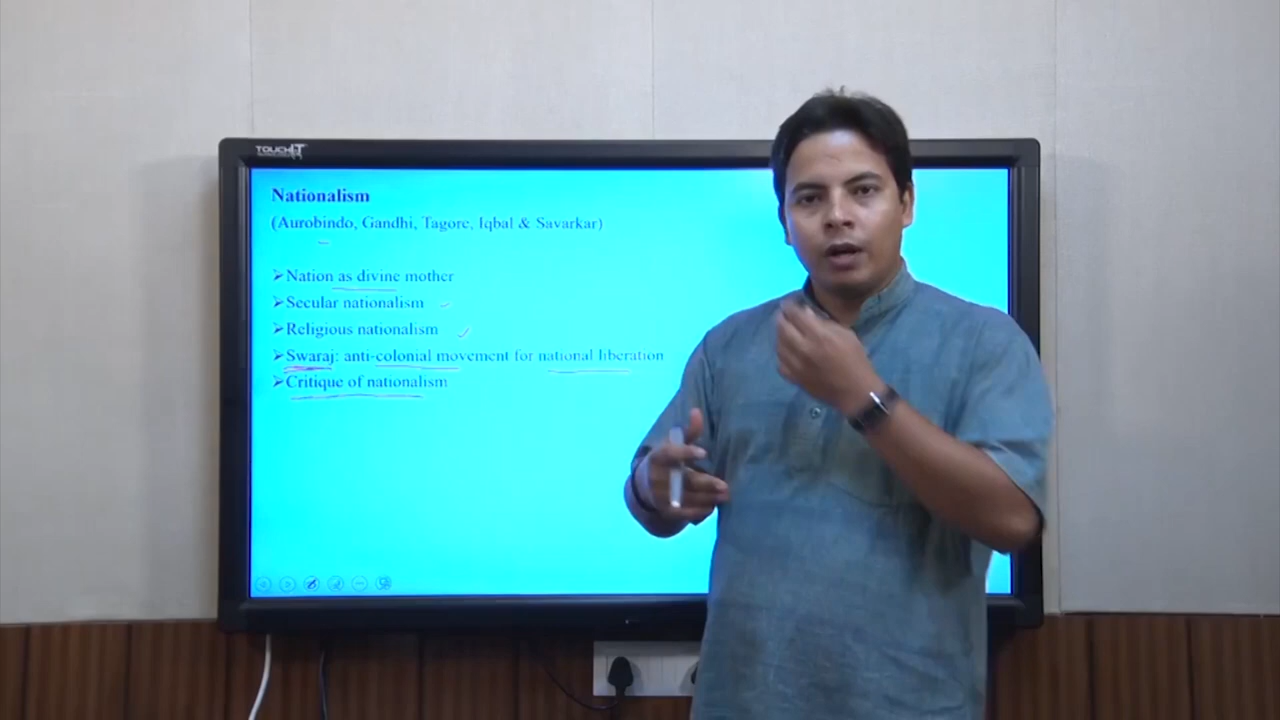 TOUCHIT
Nationalism
(Aurobindo, Gandhi, Tagore, Iqbal & Savarkar)
➢Nation as divine mother
➢Secular nationalism
➢Religious nationalism
➢Swaraj: anti-colonial movement for national liberation
➢Critique of nationalism